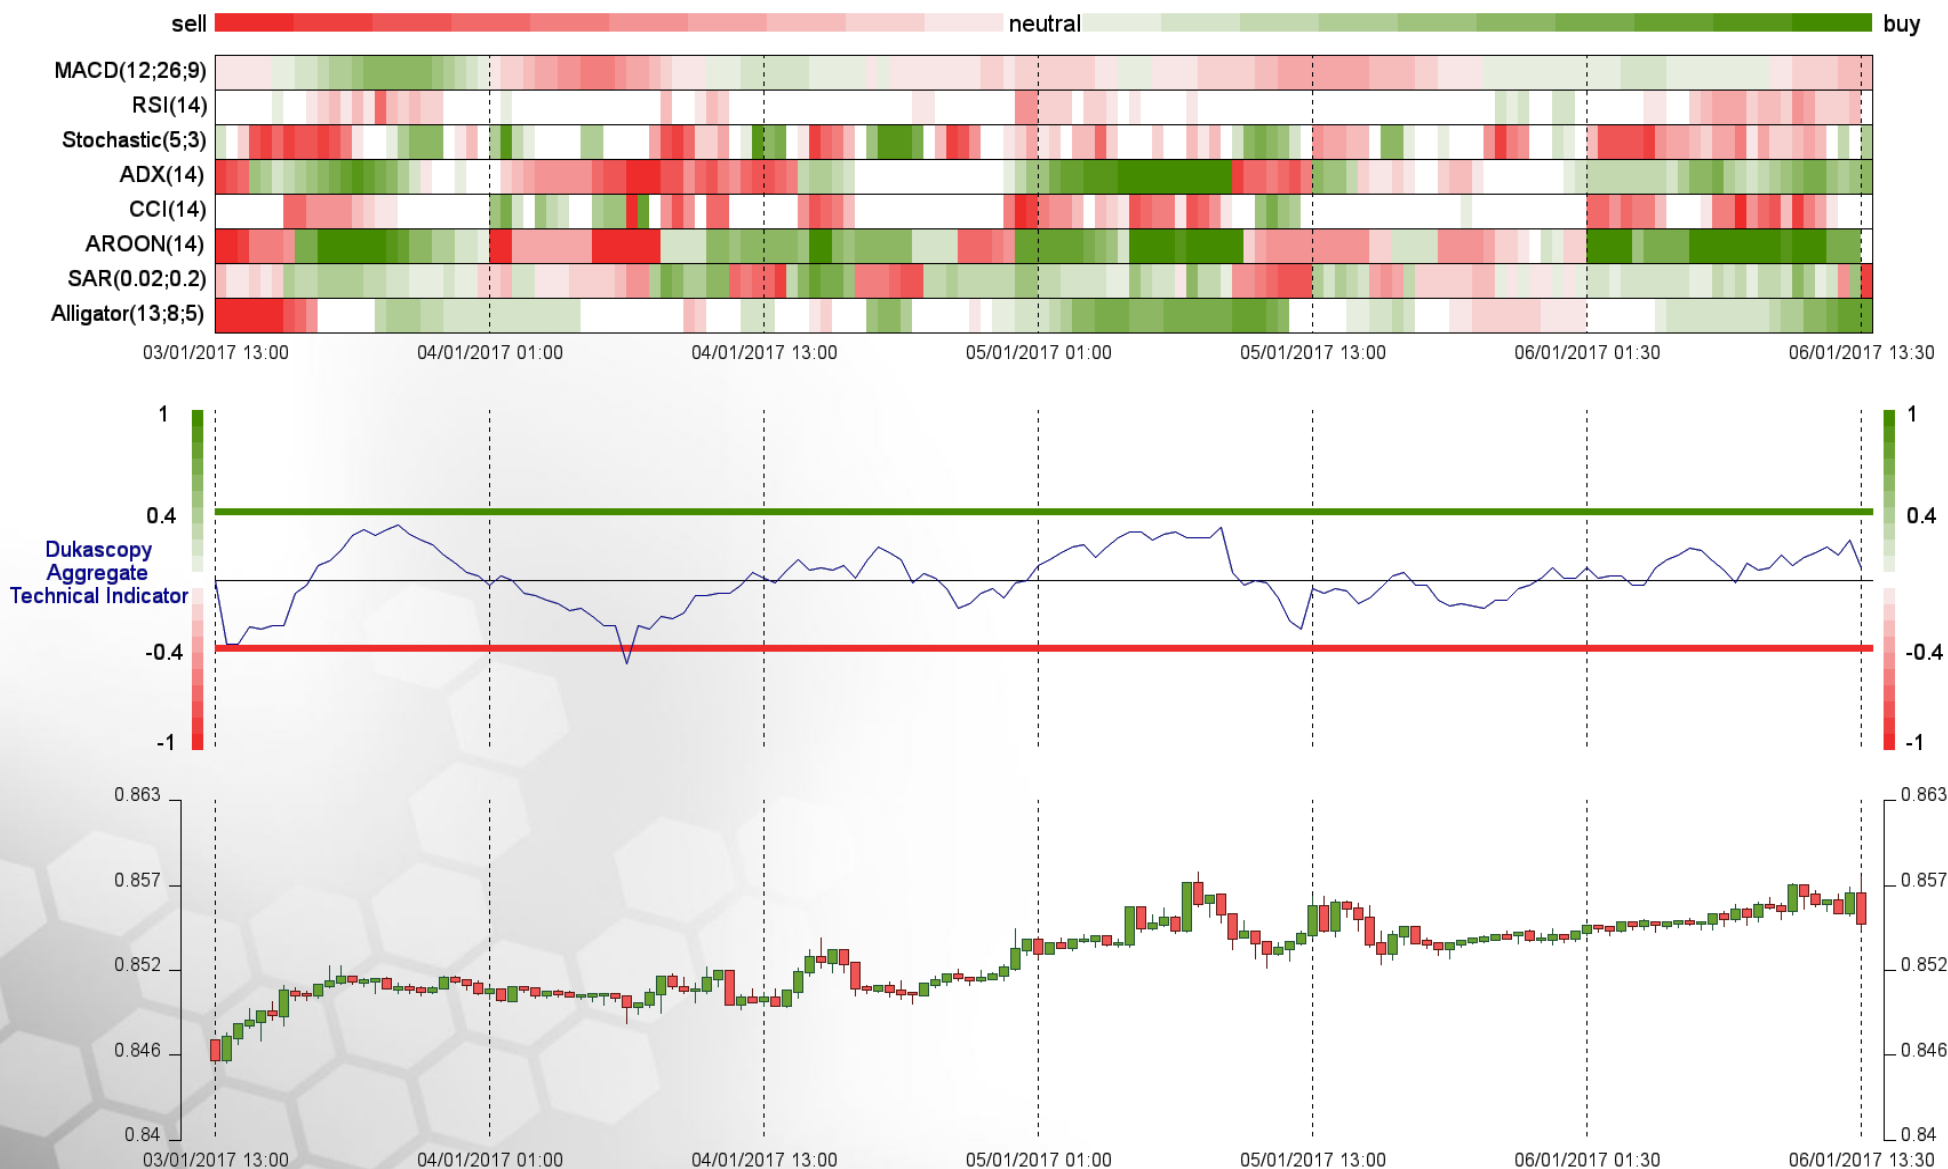 sell neutral buy
MACD(12;26;9)
RSI(14)
Stochastic(5;3)
ADX(14)
CCI(14)
AROON(14)
SAR(0.02;0.2)
Alligator(13;8;5)
03/01/2017 13:00 04/01/2017 01:00 04/01/2017 13:00 05/01/2017 01:00 05/01/2017 13:00 06/01/2017 01:30 06/01/2017 13:30
1 1
0.4 0.4
Dukascopy
Aggregate
Technical Indicator
-0.4 -0.4
-1 -1
0.863 0.863
0.857 0.857
0.852 0.852
0.846 0.846
0.84 0.84
03/01/2017 13:00 04/01/2017 01:00 04/01/2017 13:00 05/01/2017 01:00 05/01/2017 13:00 06/01/2017 01:30 06/01/2017 13:30